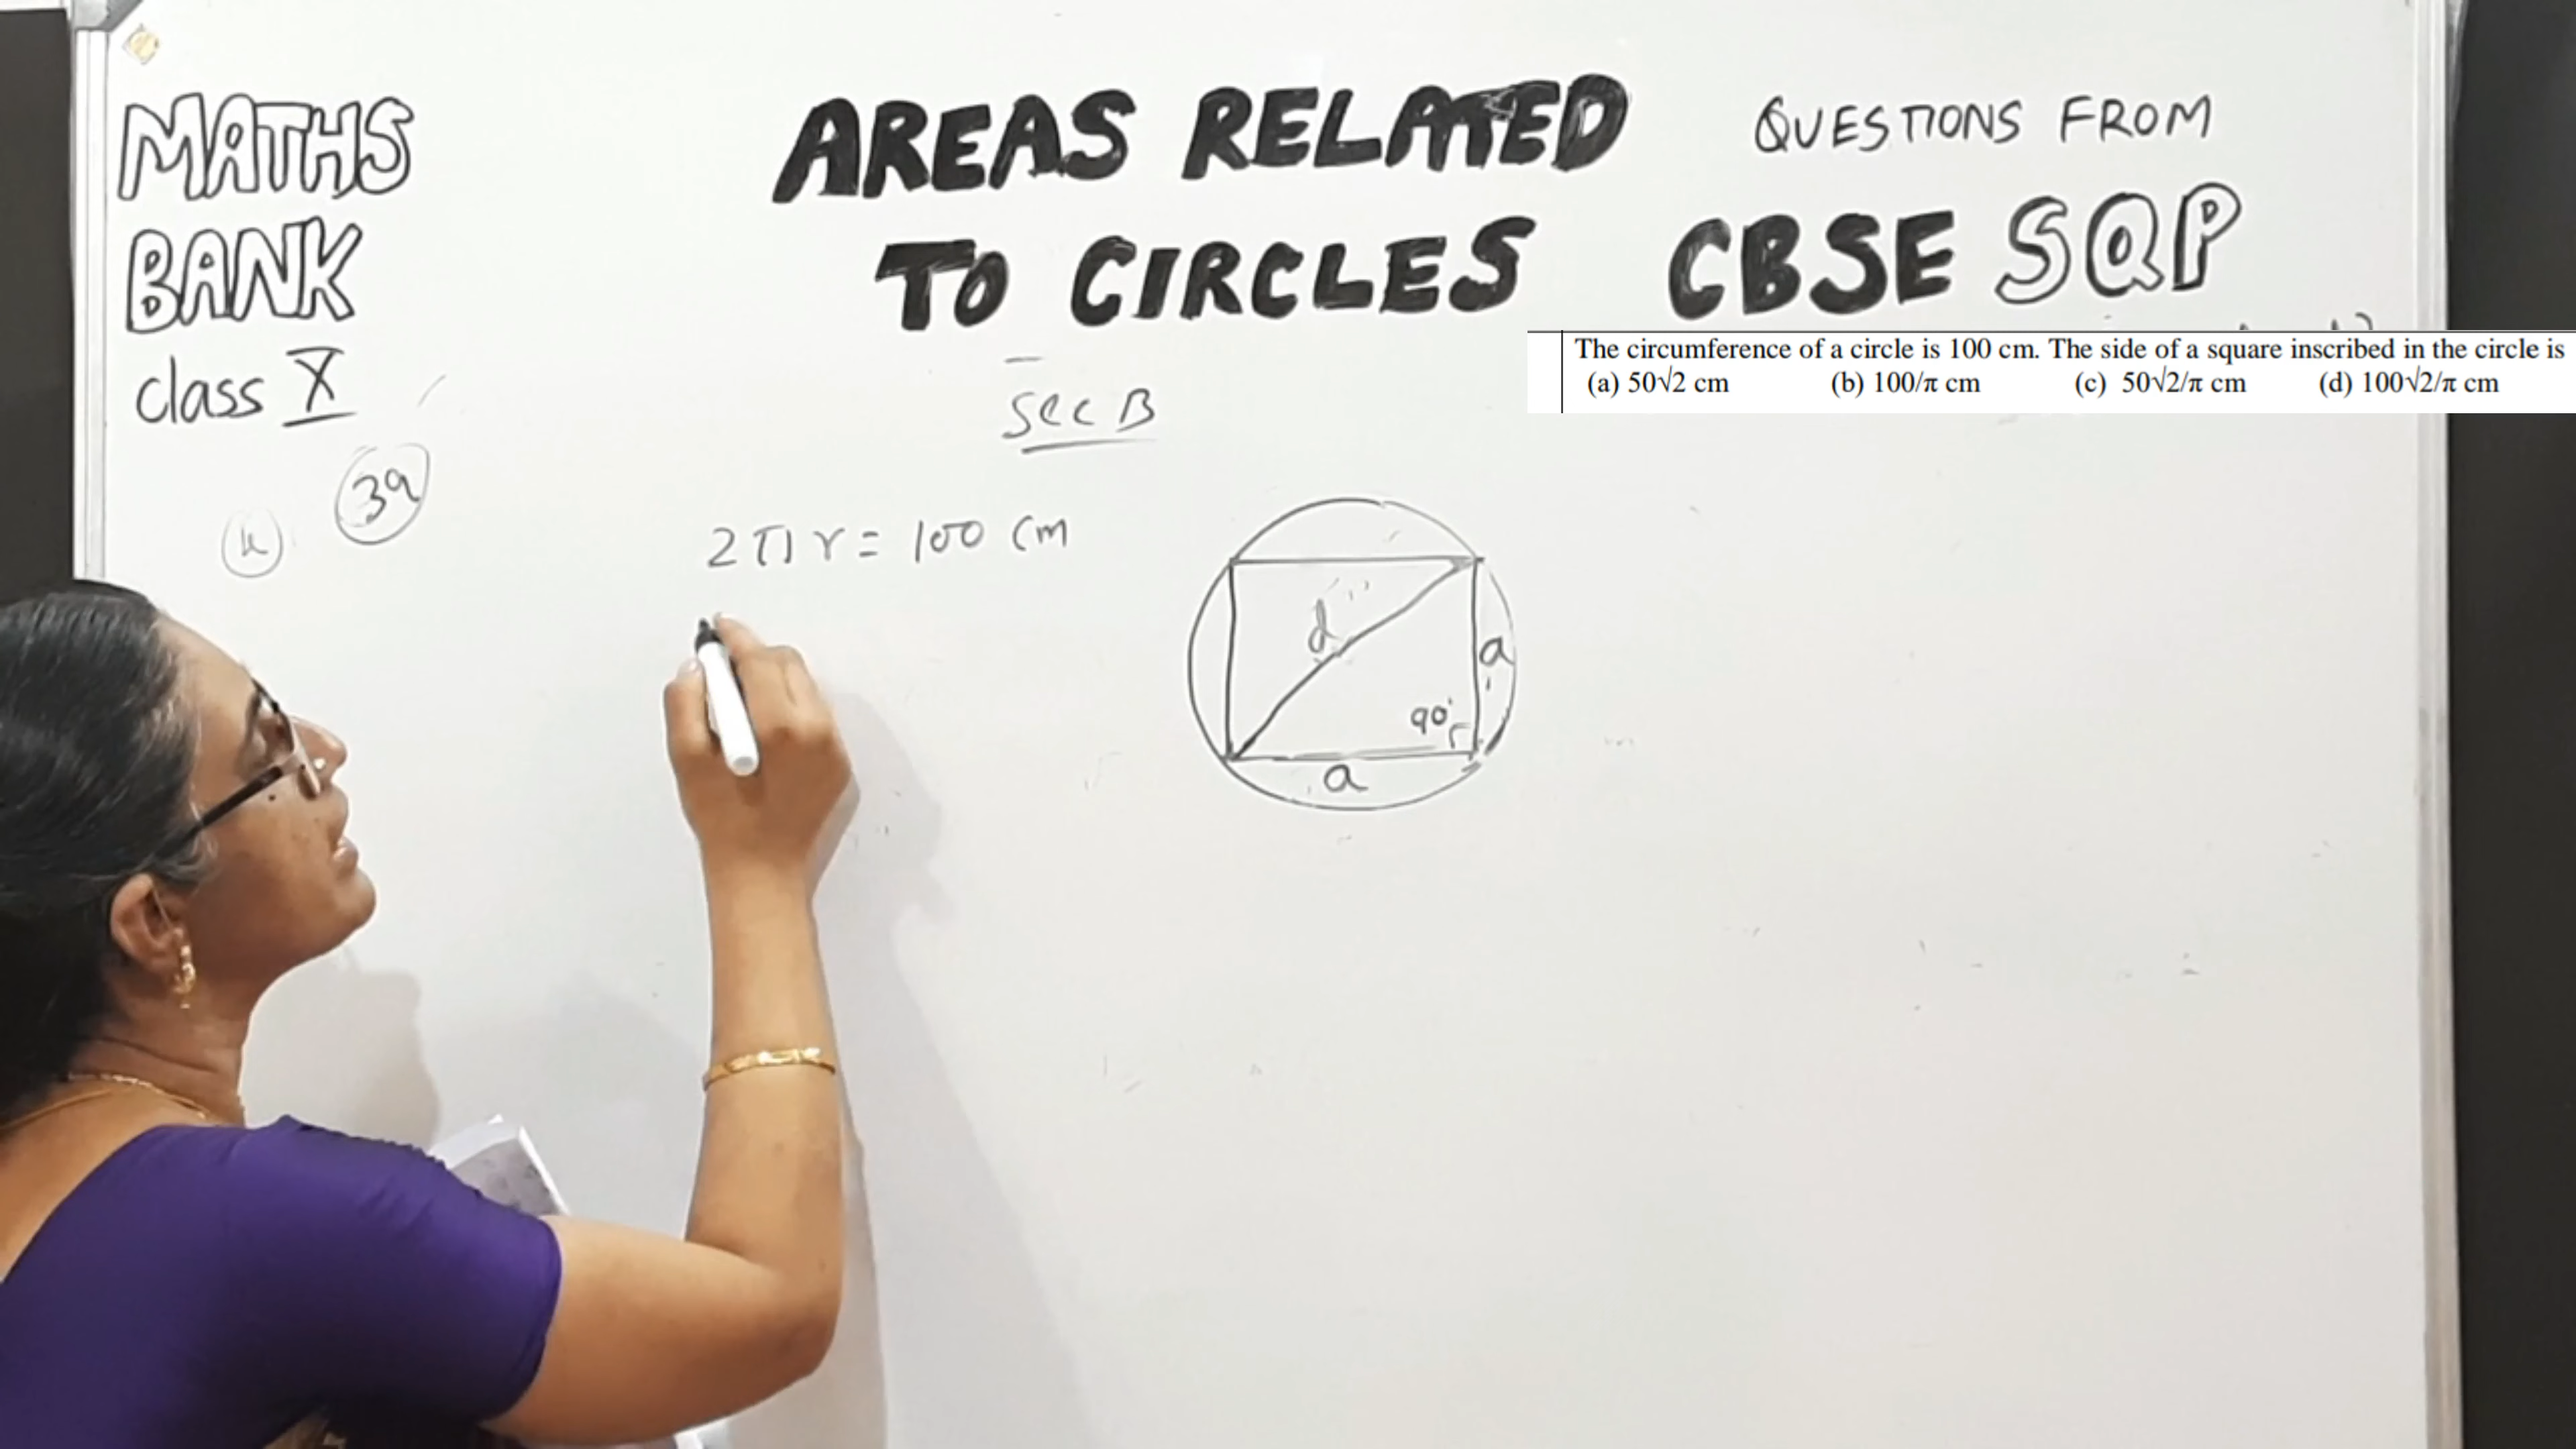 MATHS
BANK
class X
AREAS RELATED
TO CIRCLES
QUESTIONS FROM
CBSE SQP
The circumference of a circle is 100 cm. The side of a square inscribed in the circle is
(a) 50√2 cm (b) 100/π cm (c) 50√2/π cm (d) 100√2/π cm
Sec B
39
2πr = 100 cm
d
a
90°
a